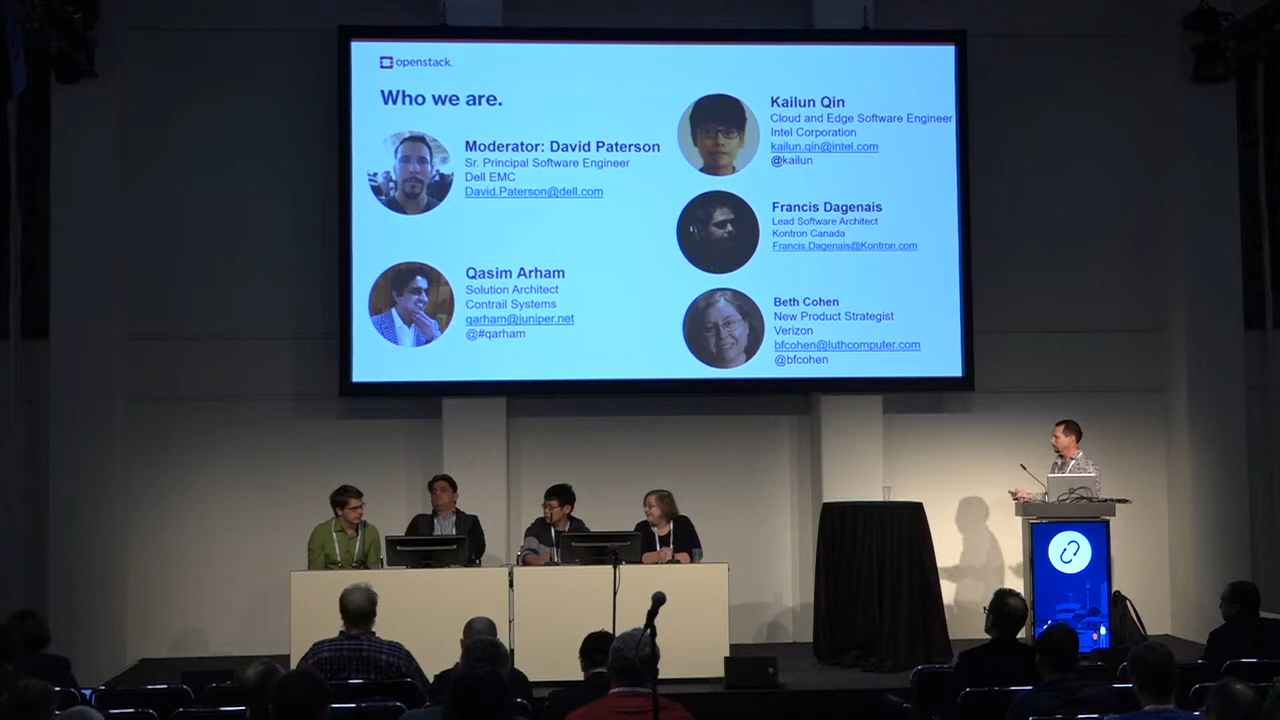 openstack.
Who we are.
Moderator: David Paterson
Sr. Principal Software Engineer
Dell EMC
David.Paterson@dell.com
Qasim Arham
Solution Architect
Contrail Systems
qarham@juniper.net
@#qarham
Kailun Qin
Cloud and Edge Software Engineer
Intel Corporation
kailun.qin@intel.com
@kailun
Francis Dagenais
Lead Software Architect
Kontron Canada
Francis.Dagenais@Kontron.com
Beth Cohen
New Product Strategist
Verizon
bfcohen@luthcomputer.com
@bfcohen